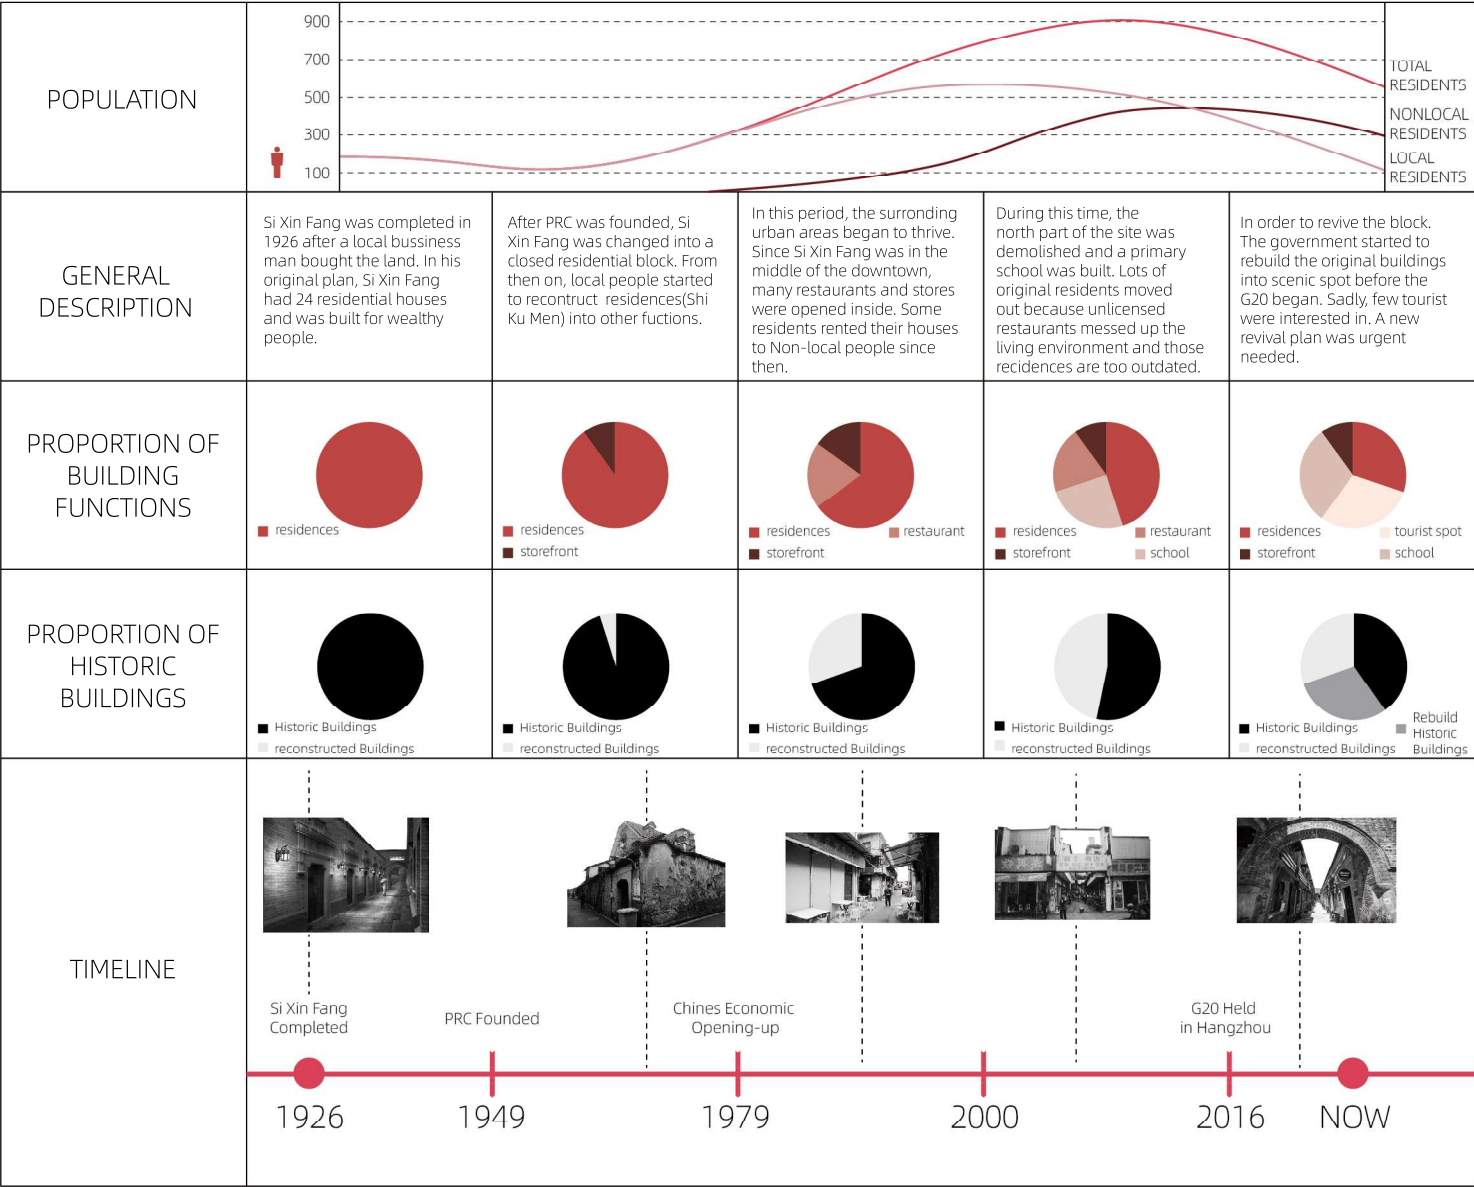 POPULATION
900
700
500
300
100
TOTAL
RESIDENTS
NONLOCAL
RESIDENTS
LOCAL
RESIDENTS
GENERAL
DESCRIPTION
Si Xin Fang was completed in
1926 after a local bussiness
man bought the land. In his
original plan, Si Xin Fang
had 24 residential houses
and was built for wealthy
people.
After PRC was founded, Si
Xin Fang was changed into a
closed residential block. From
then on, local people started
to recontruct residences(Shi
Ku Men) into other fuctions.
In this period, the surronding
urban areas began to thrive.
Since Si Xin Fang was in the
middle of the downtown,
many restaurants and stores
were opened inside. Some
residents rented their houses
to Non-local people since
then.
During this time, the
north part of the site was
demolished and a primary
school was built. Lots of
original residents moved
out because unlicensed
restaurants messed up the
living environment and those
recidences are too outdated.
In order to revive the block.
The government started to
rebuild the original buildings
into scenic spot before the
G20 began. Sadly, few tourist
were interested in. A new
revival plan was urgent
needed.
PROPORTION OF
BUILDING
FUNCTIONS
residences
residences
storefront
residences
restaurant
storefront
residences
restaurant
storefront
school
residences
tourist spot
storefront
school
PROPORTION OF
HISTORIC
BUILDINGS
Historic Buildings
reconstructed Buildings
Historic Buildings
reconstructed Buildings
Historic Buildings
reconstructed Buildings
Historic Buildings
reconstructed Buildings
Historic Buildings
reconstructed Buildings
Rebuild
Historic
Buildings
TIMELINE
Si Xin Fang
Completed
PRC Founded
Chines Economic
Opening-up
G20 Held
in Hangzhou
1926
1949
1979
2000
2016
NOW